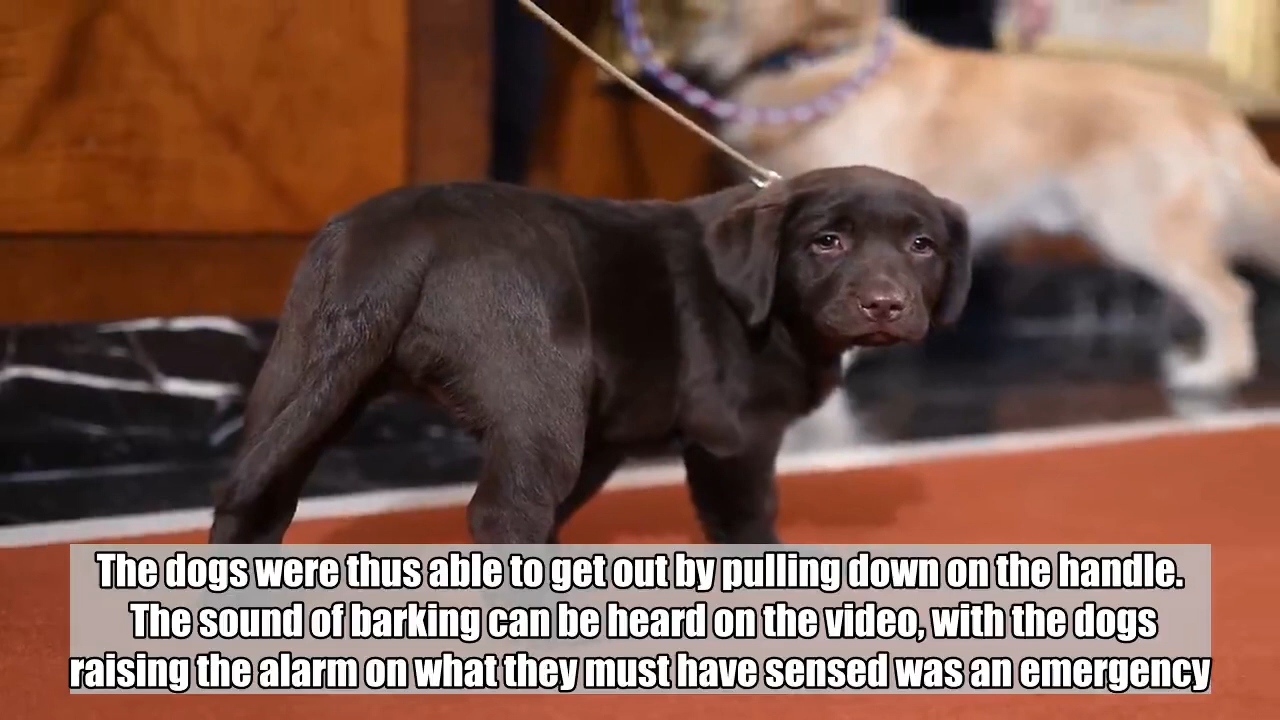 The dogs were thus able to get out by pulling down on the handle.
The sound of barking can be heard on the video, with the dogs
raising the alarm on what they must have sensed was an emergency